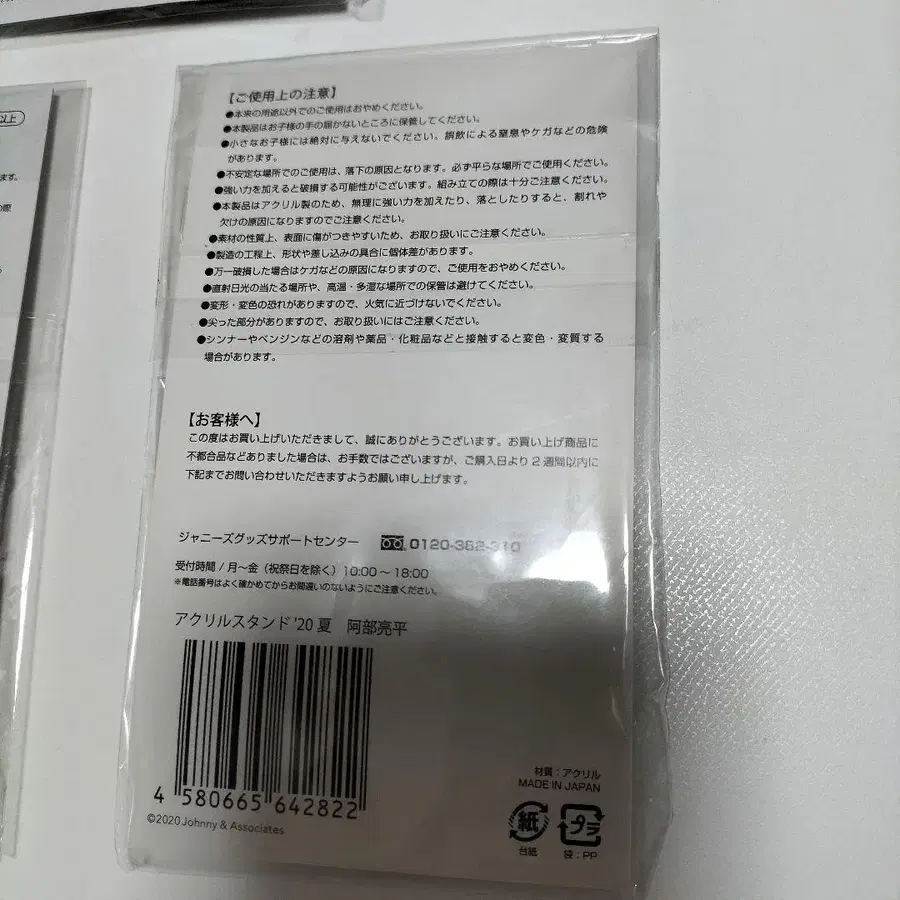 以上
ます。
の際
【ご使用上の注意】
●本来の用途以外でのご使用はおやめください。
●本製品はお子様の手の届かないところに保管してください。
●小さなお子様には絶対に与えないでください。誤飲による窒息やケガなどの危険
があります。
●不安定な場所でのご使用は、落下の原因となります。必ず平らな場所でご使用ください。
●強い力を加えると破損する可能性がございます。組み立ての際は十分ご注意ください。
●本製品はアクリル製のため、無理に強い力を加えたり、落としたりすると、割れや
欠けの原因になりますのでご注意ください。
●素材の性質上、表面に傷がつきやすいため、お取り扱いにご注意ください。
●製造の工程上、形状や差し込みの具合に個体差があります。
●万一破損した場合はケガなどの原因になりますので、ご使用をおやめください。
●直射日光の当たる場所や、高温・多湿な場所での保管は避けてください。
●変形・変色の恐れがありますので、火気に近づけないでください。
●尖った部分がありますので、お取り扱いにはご注意ください。
●シンナーやベンジンなどの溶剤や薬品・化粧品などと接触すると変色・変質する
場合があります。
【お客様へ】
この度はお買い上げいただきまして、誠にありがとうございます。お買い上げ商品に
不都合品などありました場合は、お手数ではございますが、ご購入日より2週間以内に
下記までお問い合わせいただきますようお願い申し上げます。
ジャニーズグッズサポートセンター 0120-382-310
受付時間/月~金(祝祭日を除く)10:00~18:00
※電話番号はよく確かめてからお間違いのないようにご注意ください。
アクリルスタンド'20夏 阿部亮平
4 580665 642822
©2020 Johnny & Associates
材質:アクリル
MADE IN JAPAN
紙 プラ
台紙 袋:PP